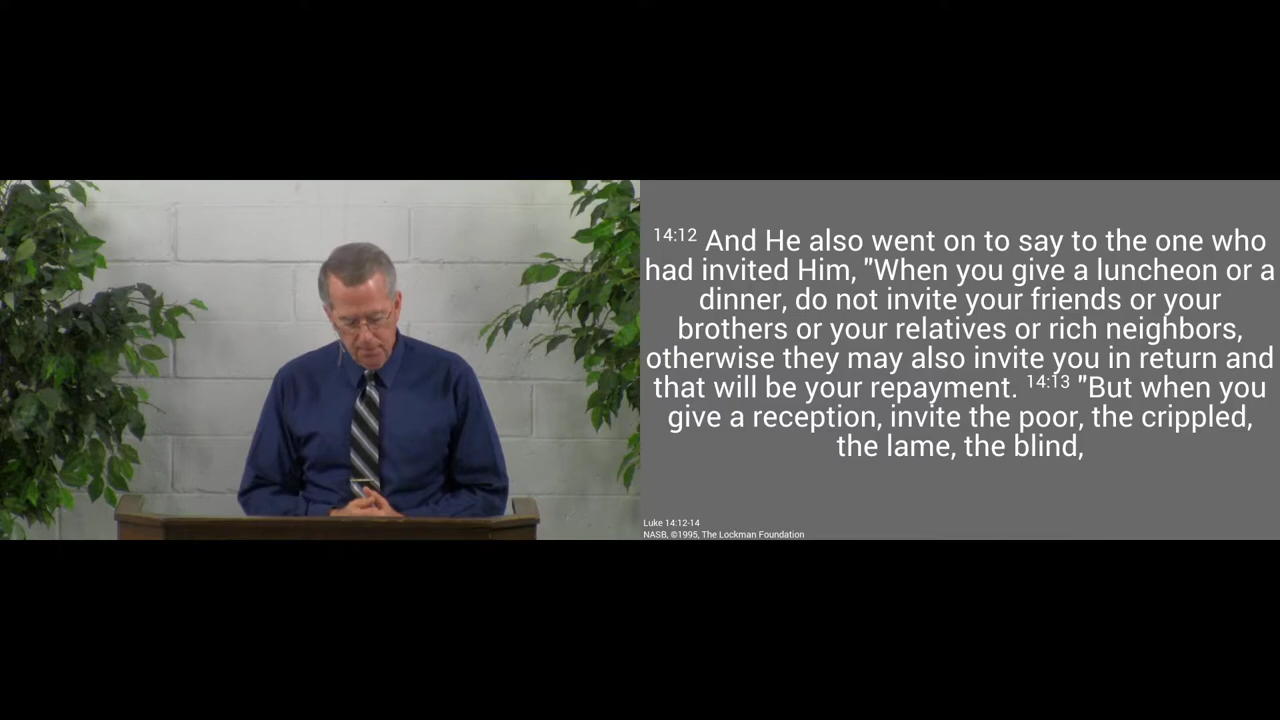 14:12 And He also went on to say to the one who
had invited Him, "When you give a luncheon or a
dinner, do not invite your friends or your
brothers or your relatives or rich neighbors,
otherwise they may also invite you in return and
that will be your repayment. 14:13 "But when you
give a reception, invite the poor, the crippled,
the lame, the blind,
Luke 14:12-14
NASB, ©1995, The Lockman Foundation